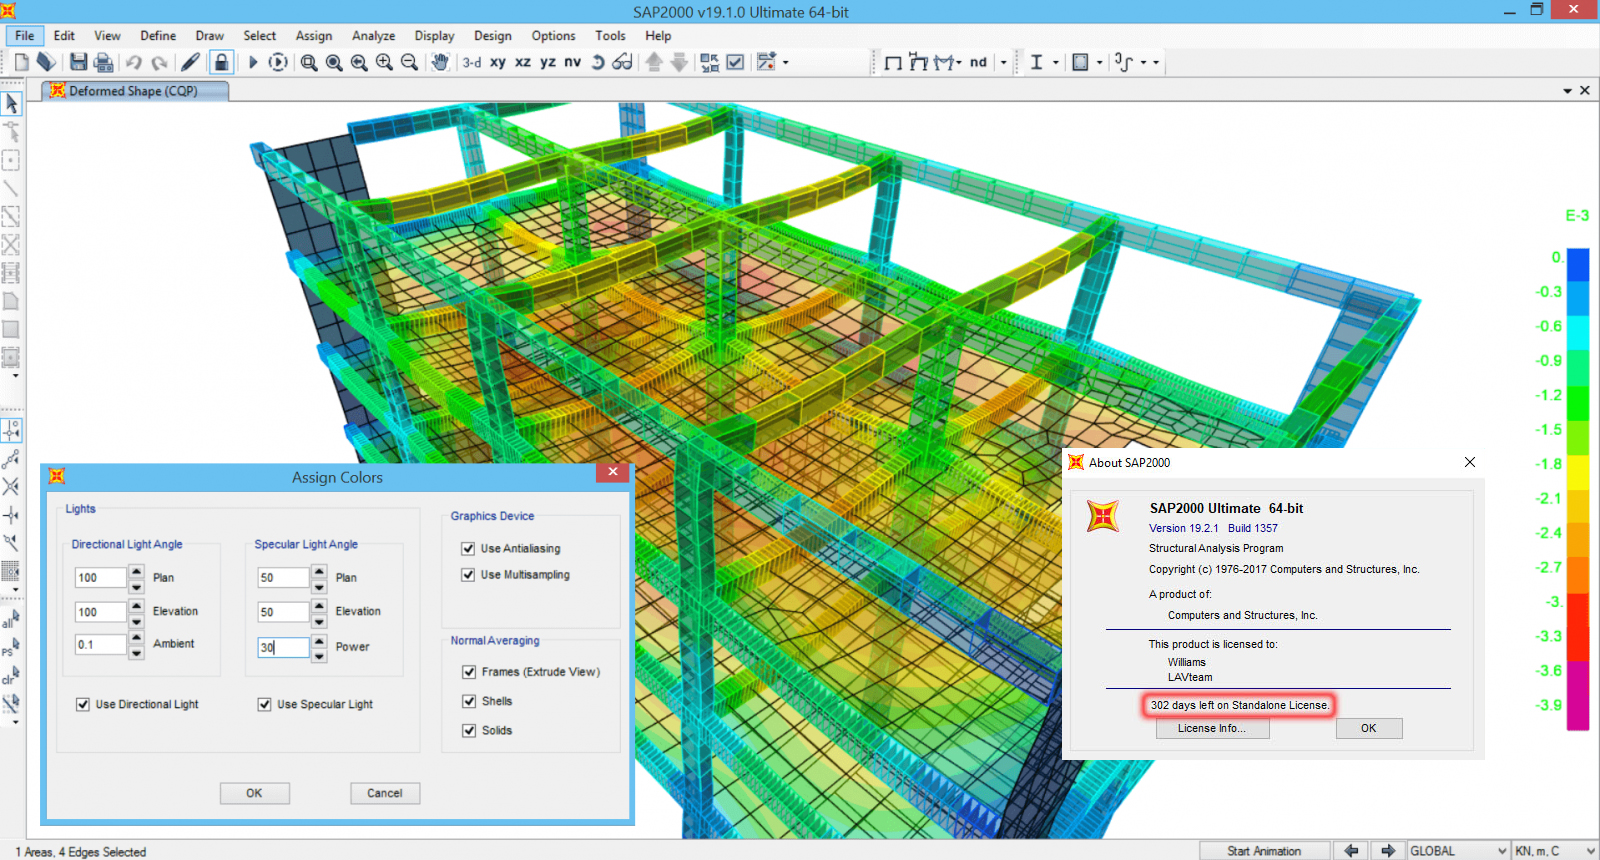 SAP2000 v19.1.0 Ultimate 64-bit
File Edit View Define Draw Select Assign Analyze Display Design Options Tools Help
3-d xy xz yz nv nd
Deformed Shape (CQP)
E-3
0.
-0.3
-0.6
-0.9
-1.2
-1.5
-1.8
-2.1
-2.4
-2.7
-3.
-3.3
-3.6
-3.9
all
PS
clr
Assign Colors
Lights
Directional Light Angle
100 Plan
100 Elevation
0.1 Ambient
Use Directional Light
Specular Light Angle
50 Plan
50 Elevation
30 Power
Use Specular Light
Graphics Device
Use Antialiasing
Use Multisampling
Normal Averaging
Frames (Extrude View)
Shells
Solids
OK Cancel
About SAP2000
SAP2000 Ultimate 64-bit
Version 19.2.1 Build 1357
Structural Analysis Program
Copyright (c) 1976-2017 Computers and Structures, Inc.
A product of:
Computers and Structures, Inc.
This product is licensed to:
Williams
LAVteam
302 days left on Standalone License.
License Info... OK
1 Areas, 4 Edges Selected Start Animation GLOBAL KN, m, C